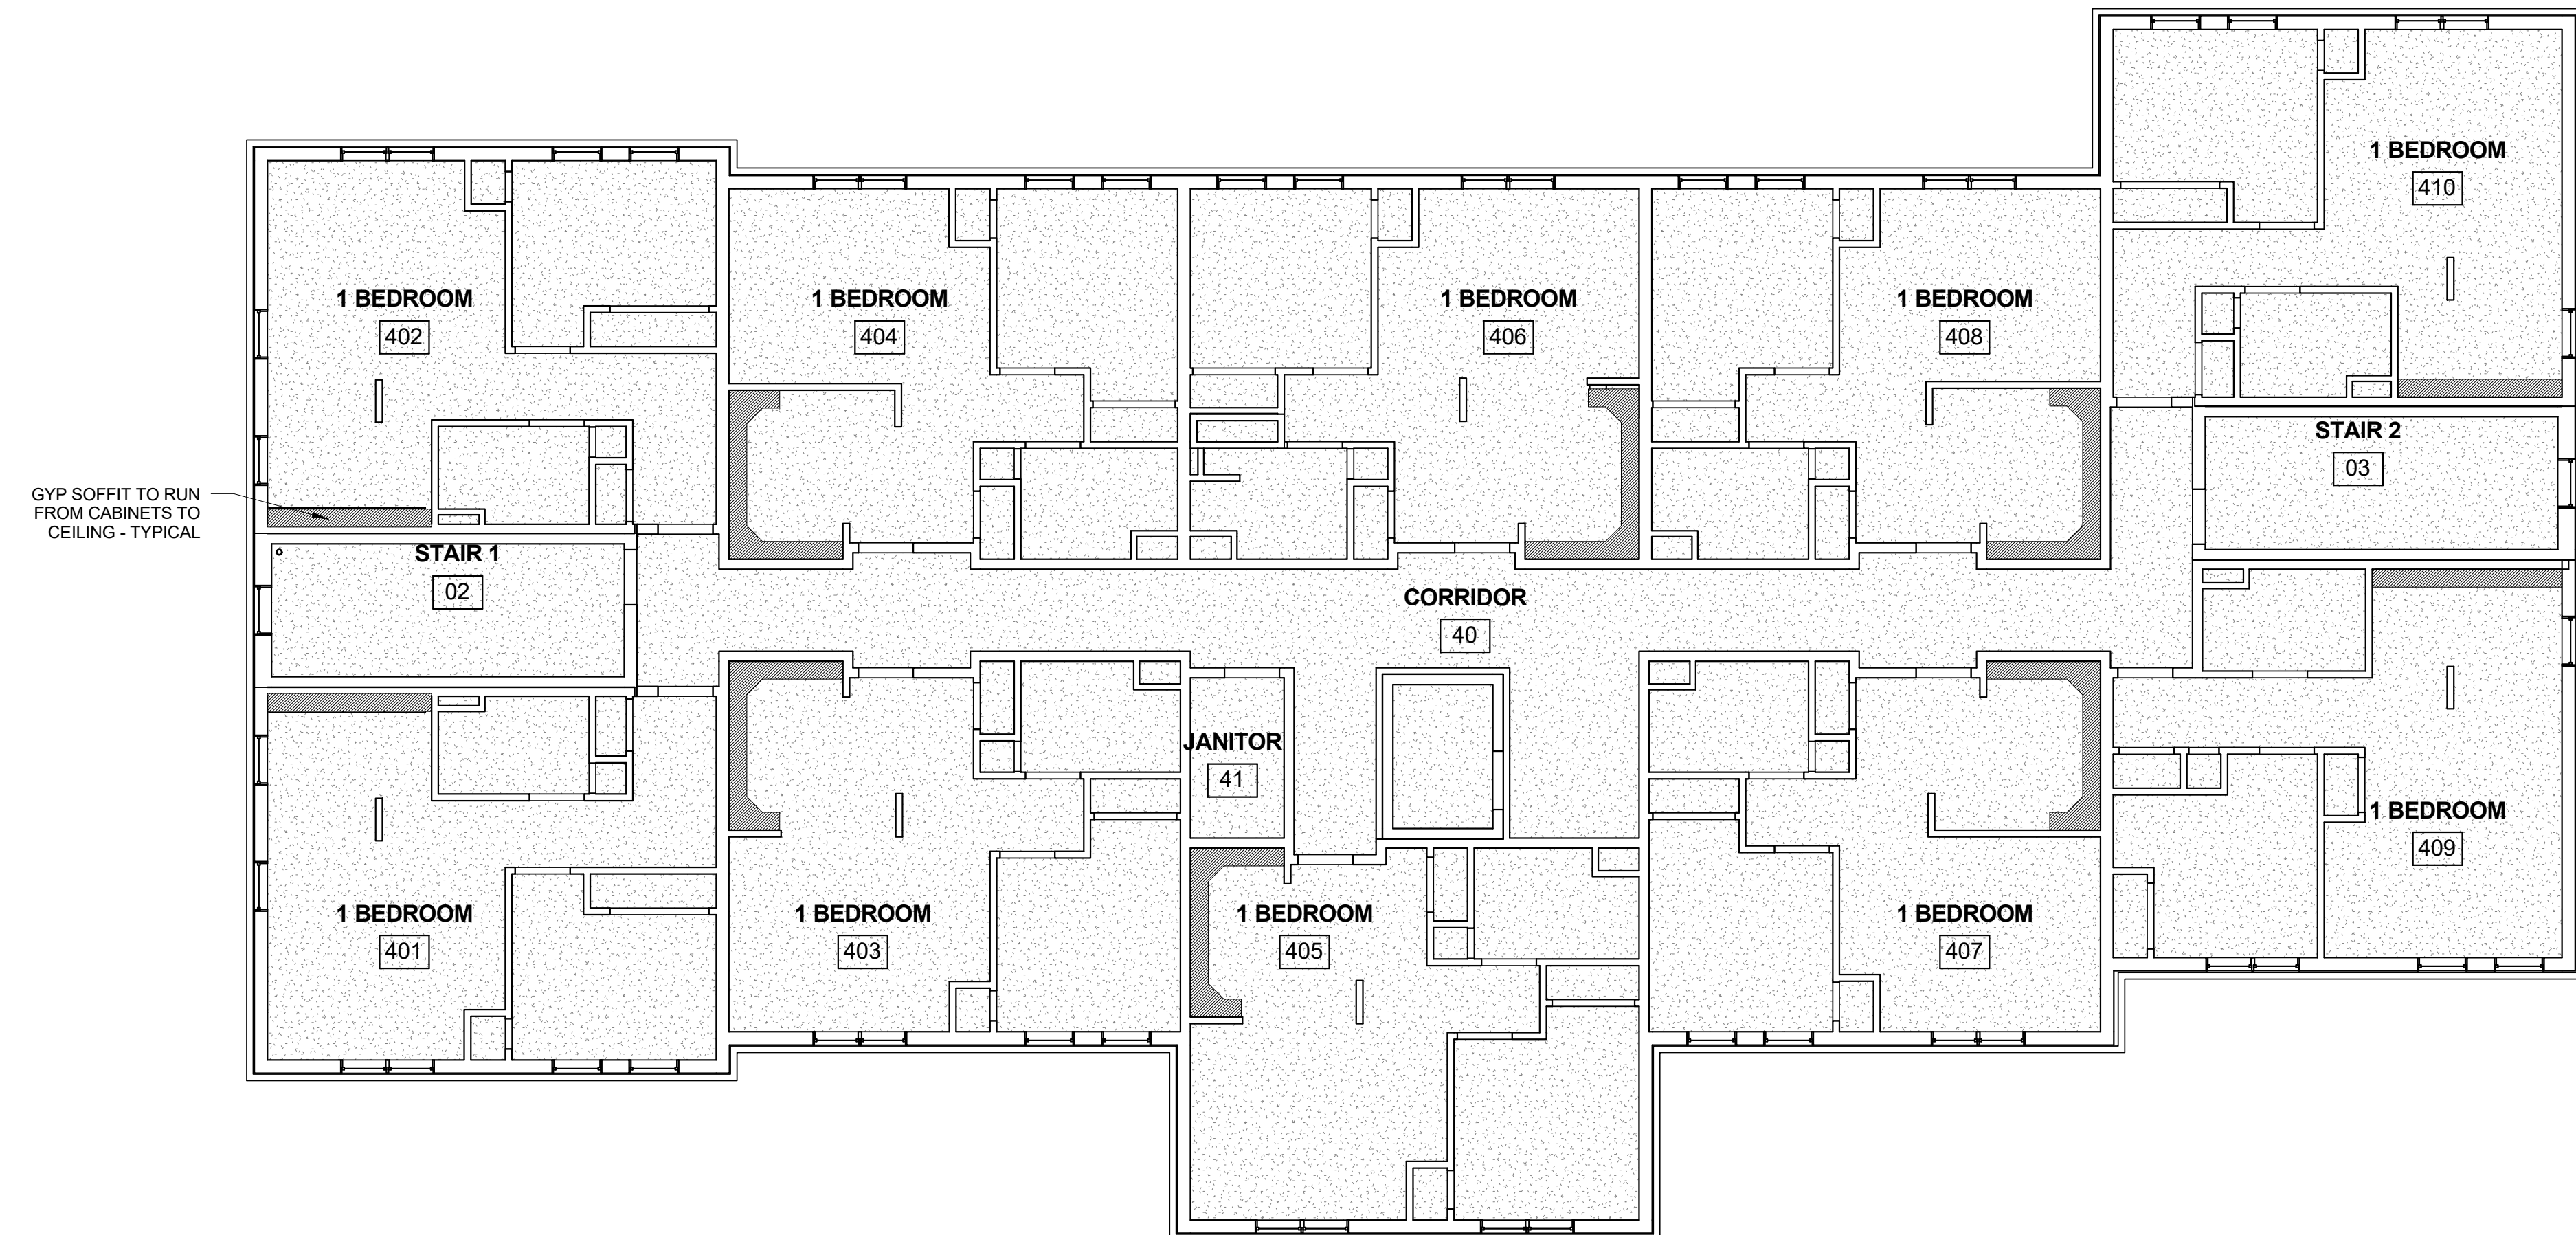 1 BEDROOM
410
1 BEDROOM
402
1 BEDROOM
404
1 BEDROOM
406
1 BEDROOM
408
STAIR 2
03
GYP SOFFIT TO RUN
FROM CABINETS TO
CEILING - TYPICAL
STAIR 1
02
CORRIDOR
40
JANITOR
41
1 BEDROOM
409
1 BEDROOM
401
1 BEDROOM
403
1 BEDROOM
405
1 BEDROOM
407